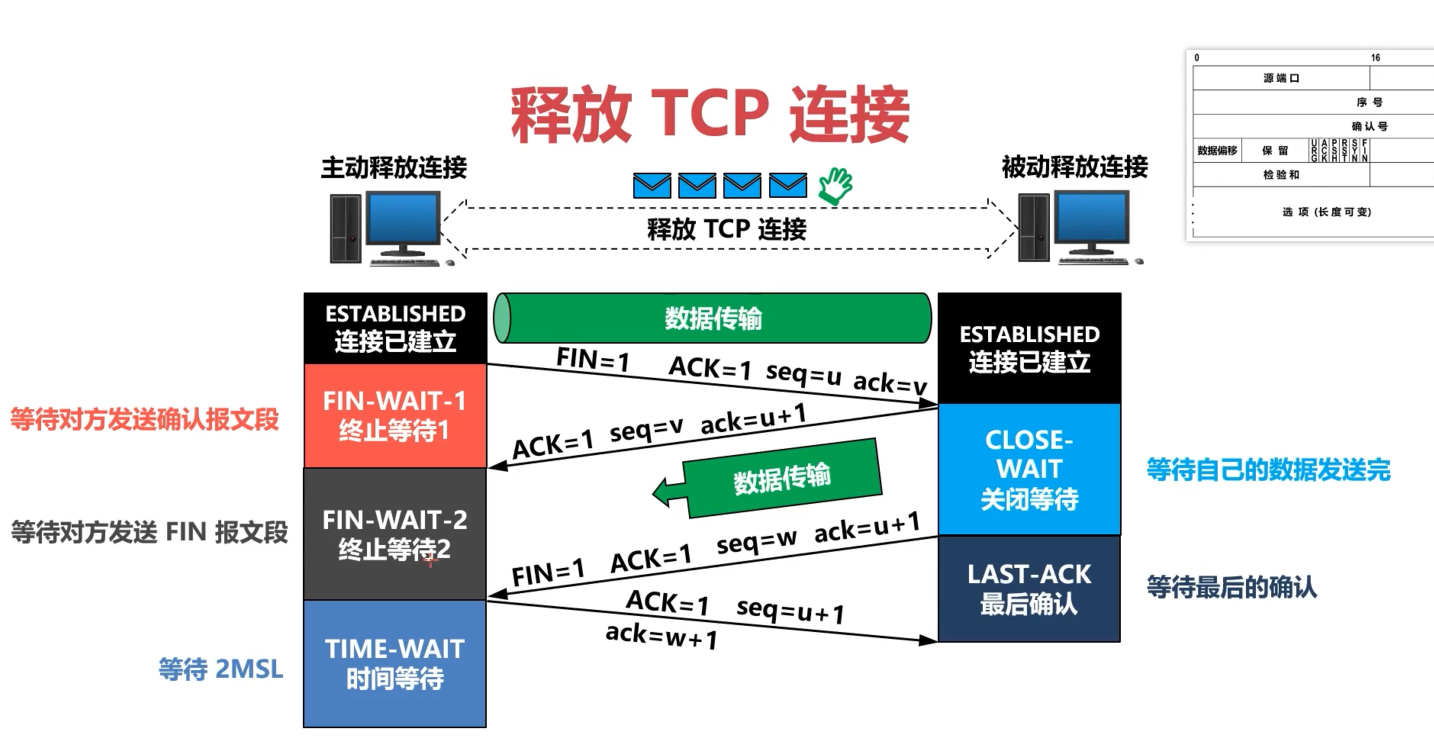 释放 TCP 连接
0 16
源端口
序号
确认号
数据偏移 保留 URG ACK PSH RST SYN FIN
检验和
选项 (长度可变)
主动释放连接
被动释放连接
释放 TCP 连接
ESTABLISHED
连接已建立
数据传输
ESTABLISHED
连接已建立
FIN=1 ACK=1 seq=u ack=v
等待对方发送确认报文段
FIN-WAIT-1
终止等待1
ACK=1 seq=v ack=u+1
CLOSE-
WAIT
关闭等待
等待自己的数据发送完
数据传输
等待对方发送 FIN 报文段
FIN-WAIT-2
终止等待2
FIN=1 ACK=1 seq=w ack=u+1
LAST-ACK
最后确认
等待最后的确认
ACK=1 seq=u+1
ack=w+1
等待 2MSL
TIME-WAIT
时间等待